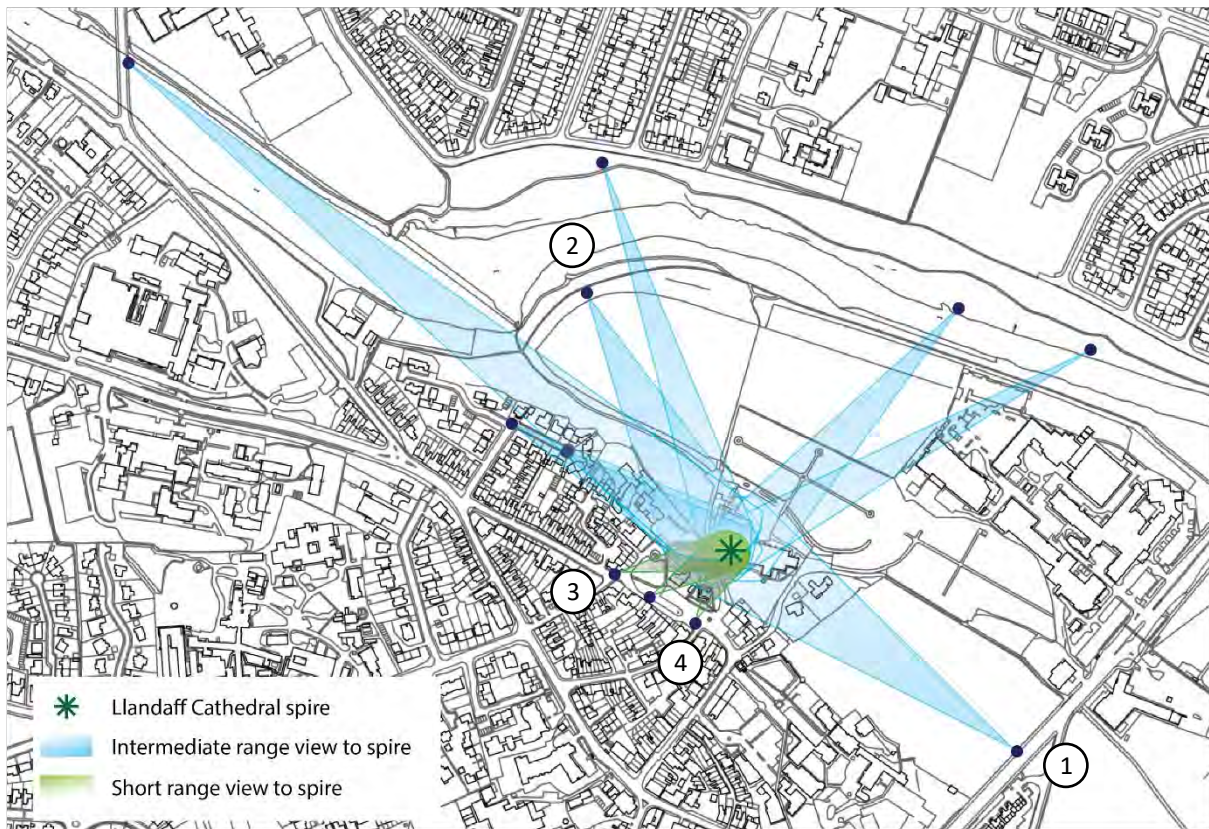 2
3
4
1
Llandaff Cathedral spire
Intermediate range view to spire
Short range view to spire